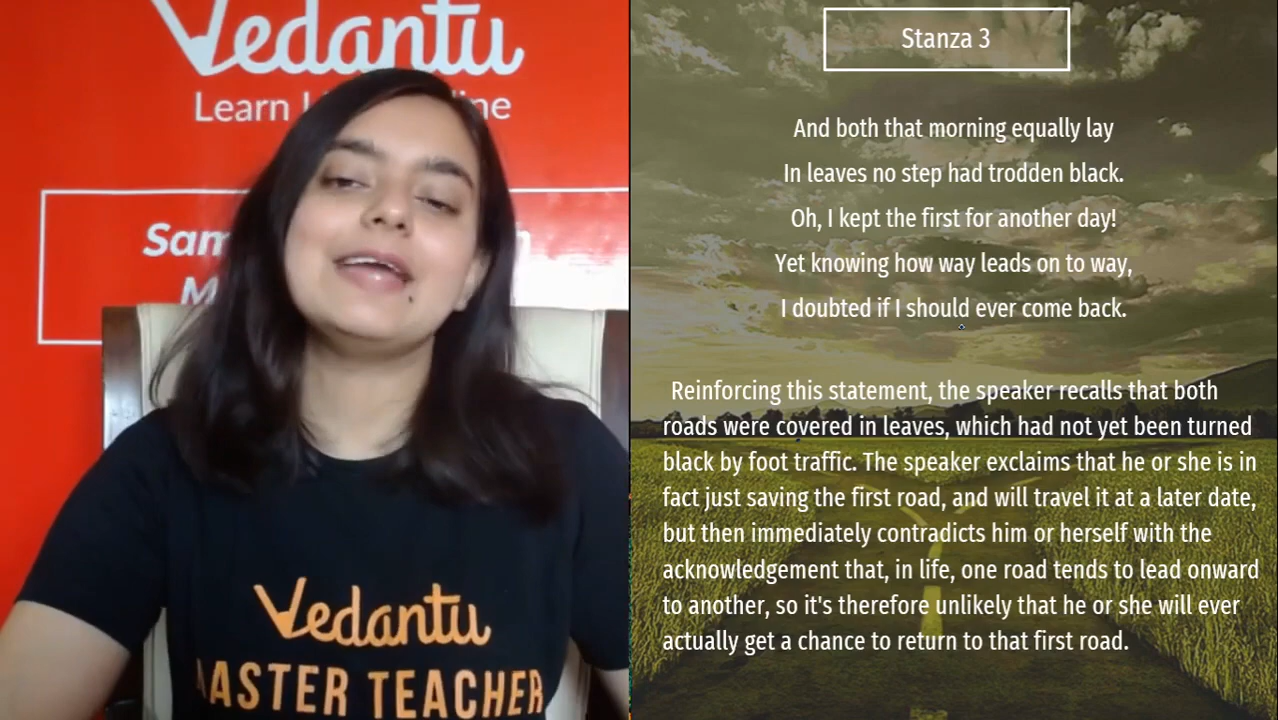 Vedantu
Learn
Stanza 3
And both that morning equally lay
In leaves no step had trodden black.
Oh, I kept the first for another day!
Yet knowing how way leads on to way,
I doubted if I should ever come back.
Reinforcing this statement, the speaker recalls that both
roads were covered in leaves, which had not yet been turned
black by foot traffic. The speaker exclaims that he or she is in
fact just saving the first road, and will travel it at a later date,
but then immediately contradicts him or herself with the
acknowledgement that, in life, one road tends to lead onward
to another, so it's therefore unlikely that he or she will ever
actually get a chance to return to that first road.
Vedantu
MASTER TEACHER